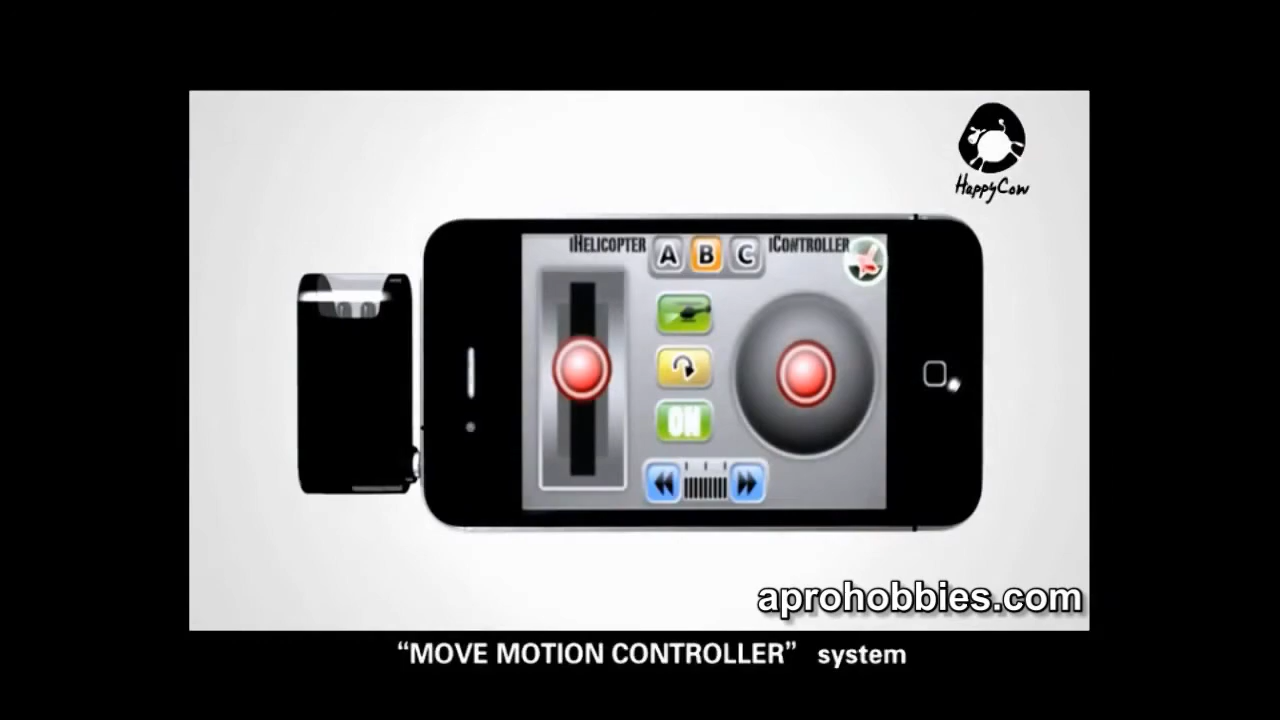 HappyCow
iHELICOPTER A B C iCONTROLLER
ON
aprohobbies.com
“MOVE MOTION CONTROLLER” system